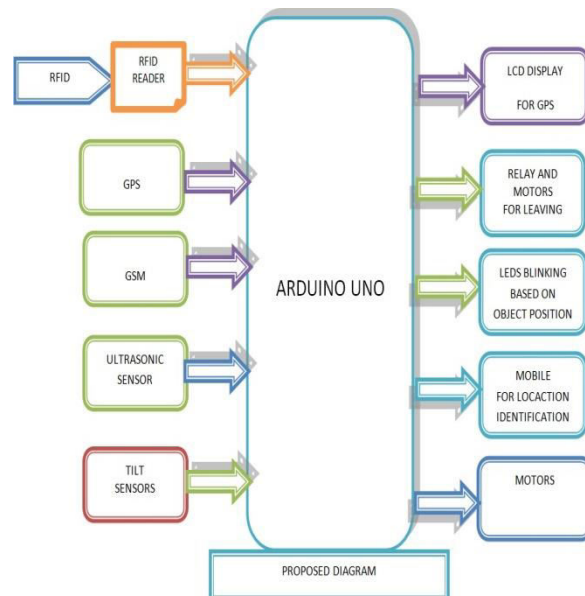 RFID
RFID
READER
GPS
GSM
ULTRASONIC
SENSOR
TILT
SENSORS
ARDUINO UNO
LCD DISPLAY
FOR GPS
RELAY AND
MOTORS
FOR LEAVING
LEDS BLINKING
BASED ON
OBJECT POSITION
MOBILE
FOR LOCACTION
IDENTIFICATION
MOTORS
PROPOSED DIAGRAM